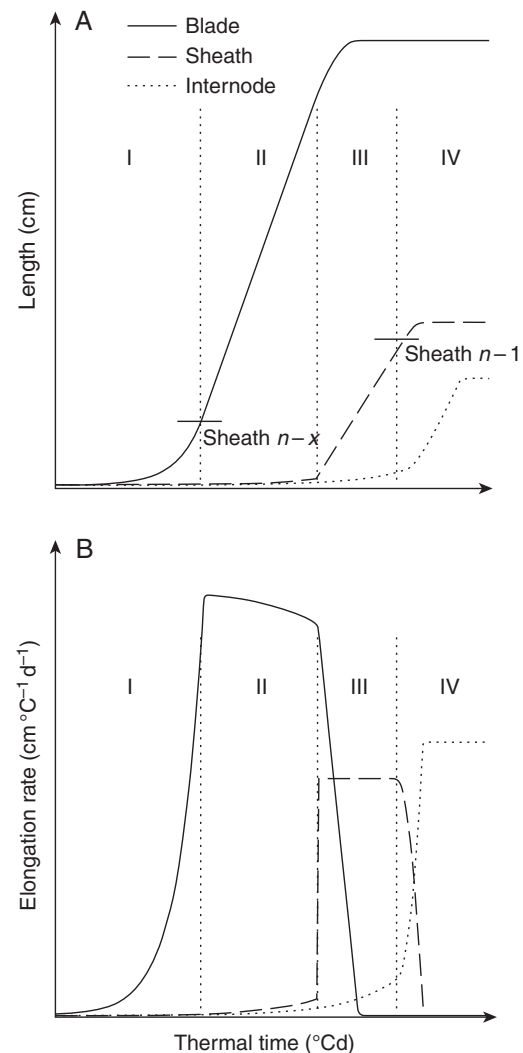 A
Blade
Sheath
Internode
I II III IV
Length (cm)
Sheath n–1
Sheath n–x
B
I II III IV
Elongation rate (cm °C⁻¹ d⁻¹)
Thermal time (°Cd)